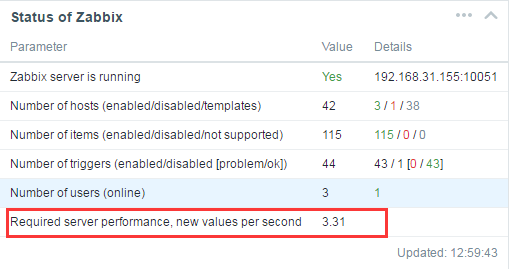 Status of Zabbix
Parameter Value Details
Zabbix server is running Yes 192.168.31.155:10051
Number of hosts (enabled/disabled/templates) 42 3 / 1 / 38
Number of items (enabled/disabled/not supported) 115 115 / 0 / 0
Number of triggers (enabled/disabled [problem/ok]) 44 43 / 1 [0 / 43]
Number of users (online) 3 1
Required server performance, new values per second 3.31
Updated: 12:59:43